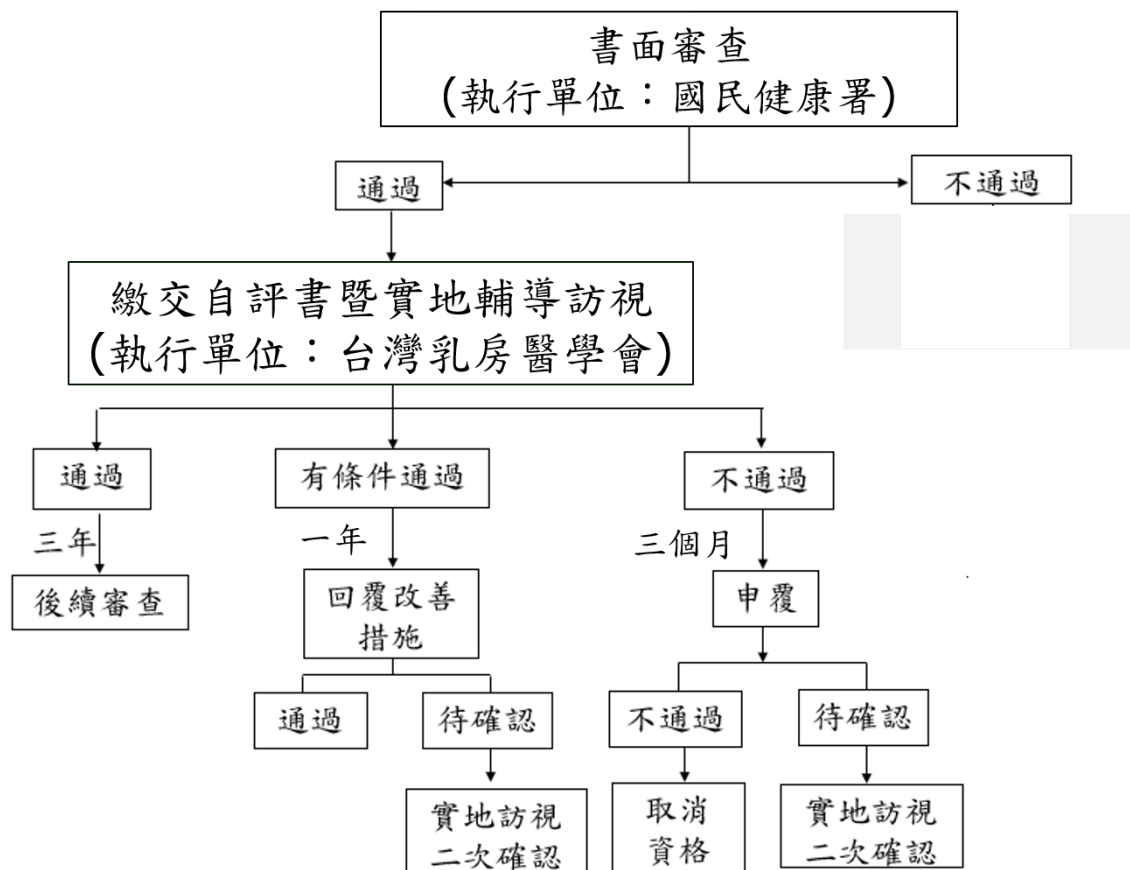 書面審查
(執行單位：國民健康署)
通過
不通過
繳交自評書暨實地輔導訪視
(執行單位：台灣乳房醫學會)
通過
有條件通過
不通過
三年
一年
三個月
後續審查
回覆改善
措施
申覆
通過
待確認
不通過
待確認
實地訪視
二次確認
取消
資格
實地訪視
二次確認